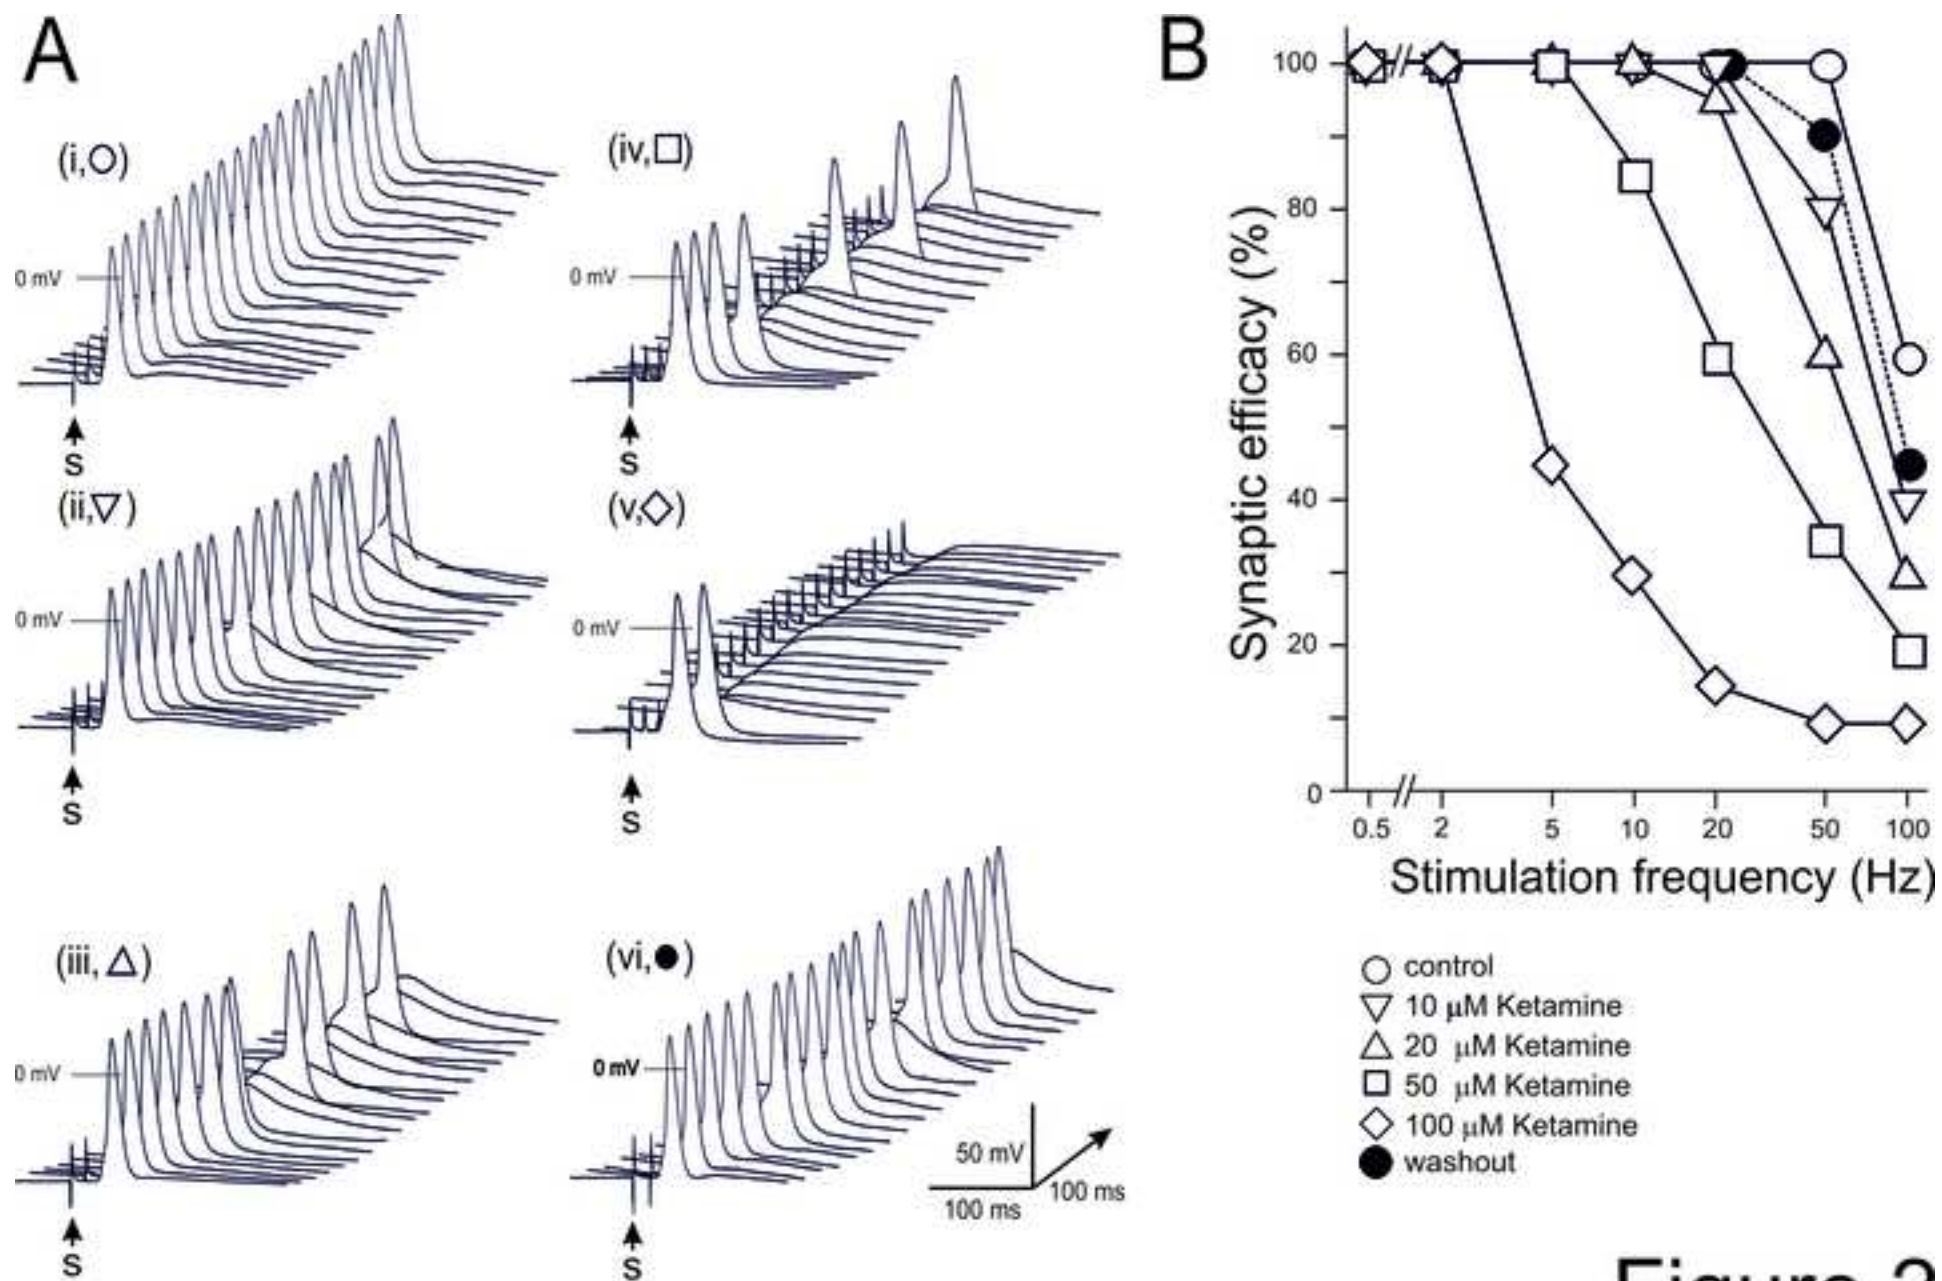 A
B
(i,○)
0 mV
S
(iv,□)
0 mV
S
(ii,▽)
0 mV
S
(v,◇)
0 mV
S
(iii, △)
0 mV
S
(vi,●)
0 mV
S
50 mV
100 ms
100 ms
Synaptic efficacy (%)
100
80
60
40
20
0
0.5 2 5 10 20 50 100
Stimulation frequency (Hz)
○ control
▽ 10 μM Ketamine
△ 20 μM Ketamine
□ 50 μM Ketamine
◇ 100 μM Ketamine
● washout